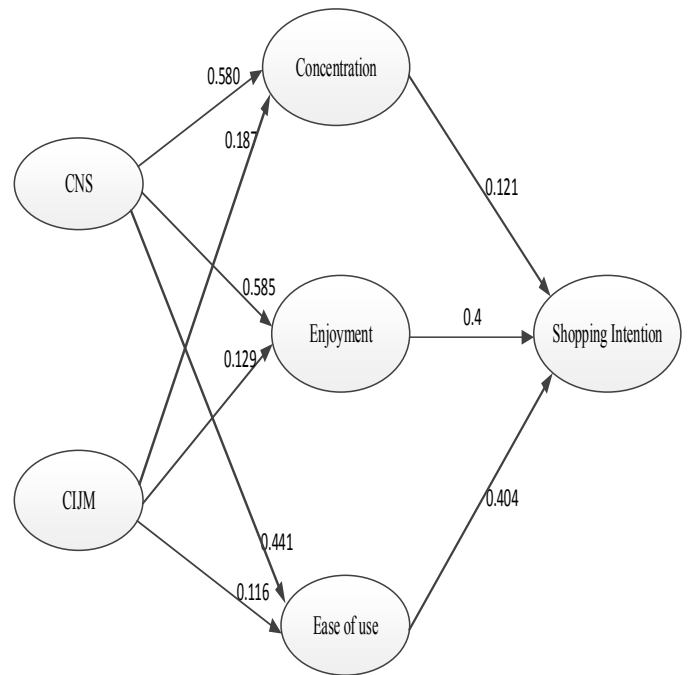 Concentration
0.580
0.187
CNS
0.121
0.585
Enjoyment
0.4
Shopping Intention
0.129
CIJM
0.404
0.441
0.116
Ease of use